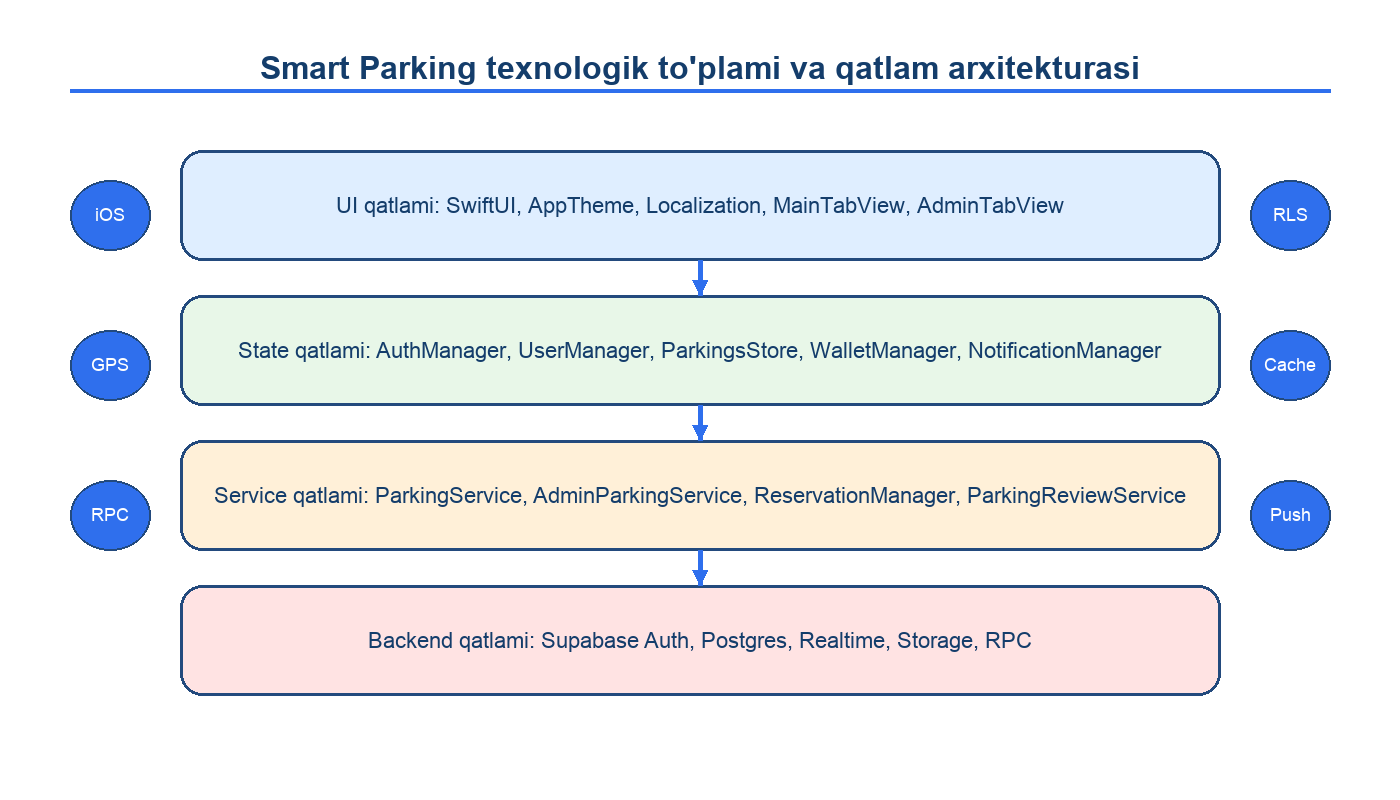 Smart Parking texnologik to'plami va qatlam arxitekturasi
UI qatlami: SwiftUI, AppTheme, Localization, MainTabView, AdminTabView
iOS
RLS
State qatlami: AuthManager, UserManager, ParkingsStore, WalletManager, NotificationManager
GPS
Cache
Service qatlami: ParkingService, AdminParkingService, ReservationManager, ParkingReviewService
RPC
Push
Backend qatlami: Supabase Auth, Postgres, Realtime, Storage, RPC